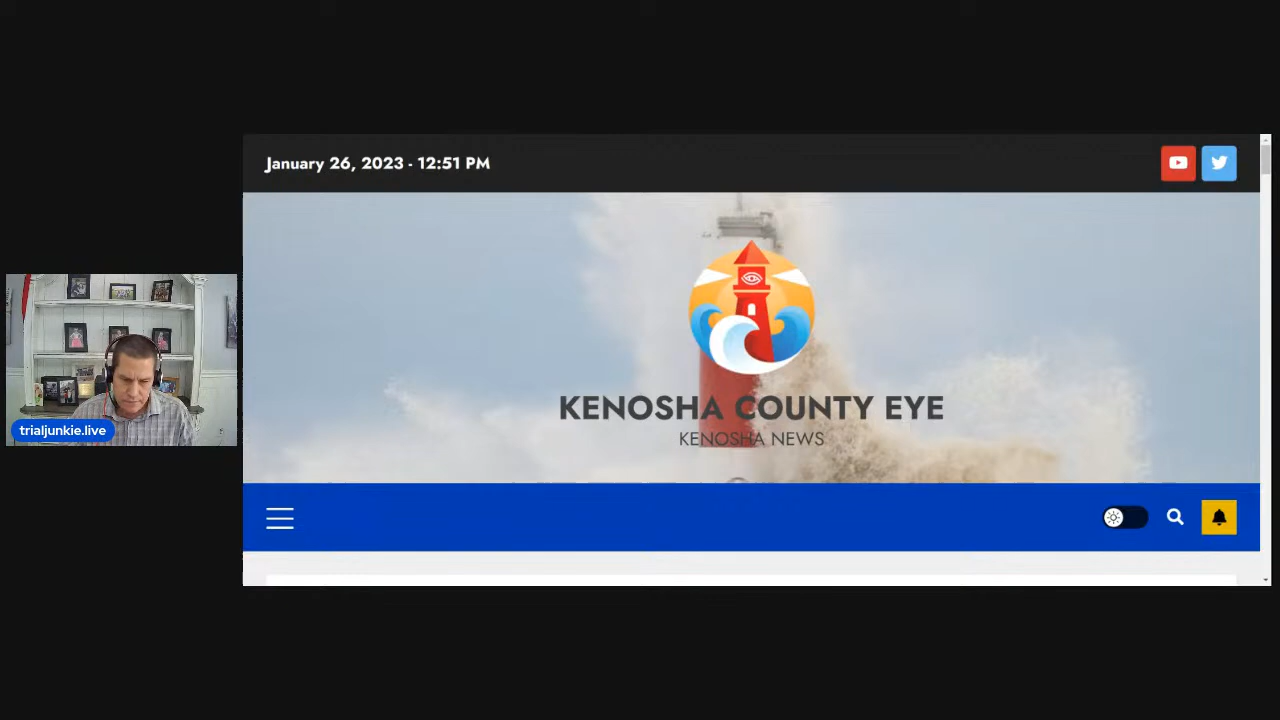 January 26, 2023 - 12:51 PM
KENOSHA COUNTY EYE
KENOSHA NEWS
trialjunkie.live